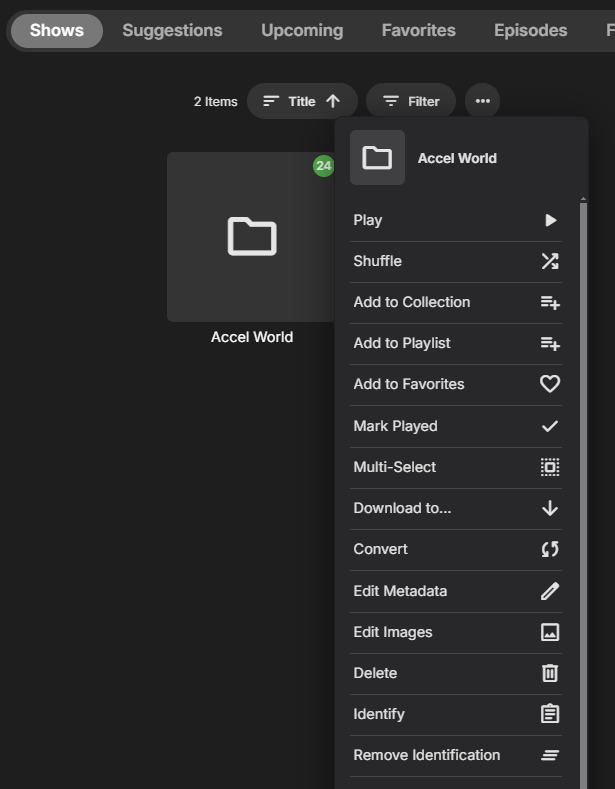 Shows Suggestions Upcoming Favorites Episodes F
2 Items Title Filter
Accel World
24
Accel World
Play
Shuffle
Add to Collection
Add to Playlist
Add to Favorites
Mark Played
Multi-Select
Download to...
Convert
Edit Metadata
Edit Images
Delete
Identify
Remove Identification